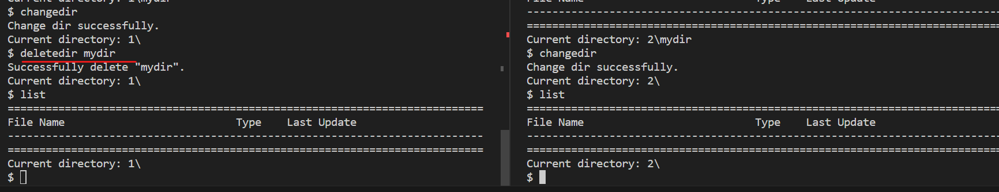 Current directory: 1\mydir
$ changedir
Change dir successfully.
Current directory: 1\
$ deletedir mydir
Successfully delete "mydir".
Current directory: 1\
$ list
===========================================================================
File Name                           Type    Last Update
---------------------------------------------------------------------------
===========================================================================
Current directory: 1\
$
File Name                           Type    Last Update
---------------------------------------------------------------------------
===========================================================================
Current directory: 2\mydir
$ changedir
Change dir successfully.
Current directory: 2\
$ list
===========================================================================
File Name                           Type    Last Update
---------------------------------------------------------------------------
===========================================================================
Current directory: 2\
$